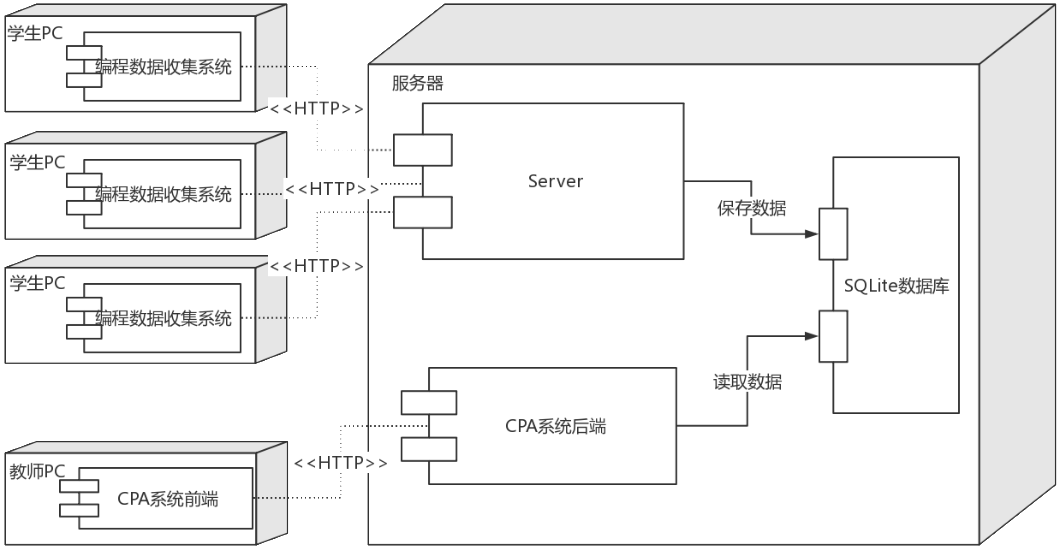 学生PC
编程数据收集系统
<<HTTP>>
学生PC
编程数据收集系统
<<HTTP>>
学生PC
编程数据收集系统
<<HTTP>>
教师PC
CPA系统前端
<<HTTP>>
服务器
Server
保存数据
SQLite数据库
读取数据
CPA系统后端